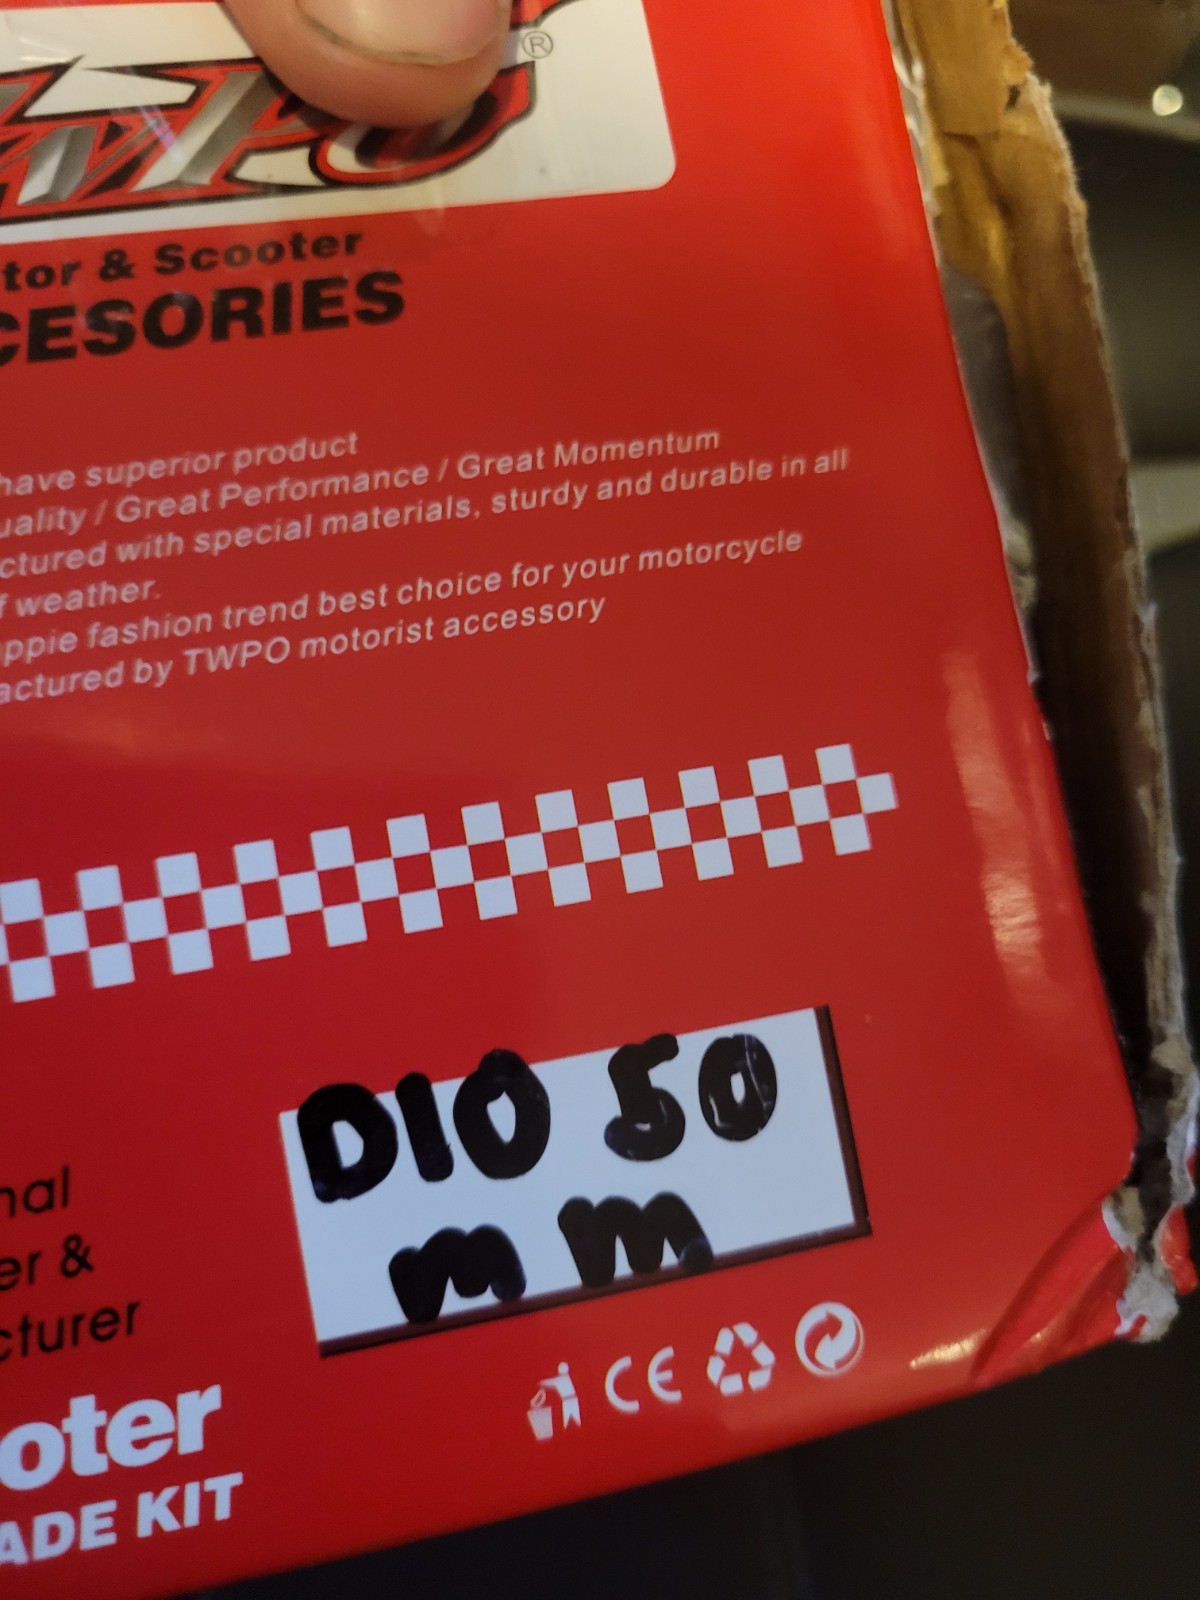 ®
tor & Scooter
CESORIES
have superior product
uality / Great Performance / Great Momentum
ctured with special materials, sturdy and durable in all
f weather.
ppie fashion trend best choice for your motorcycle
actured by TWPO motorist accessory
DIO 50
mm
nal
er &
cturer
CE
oter
ADE KIT